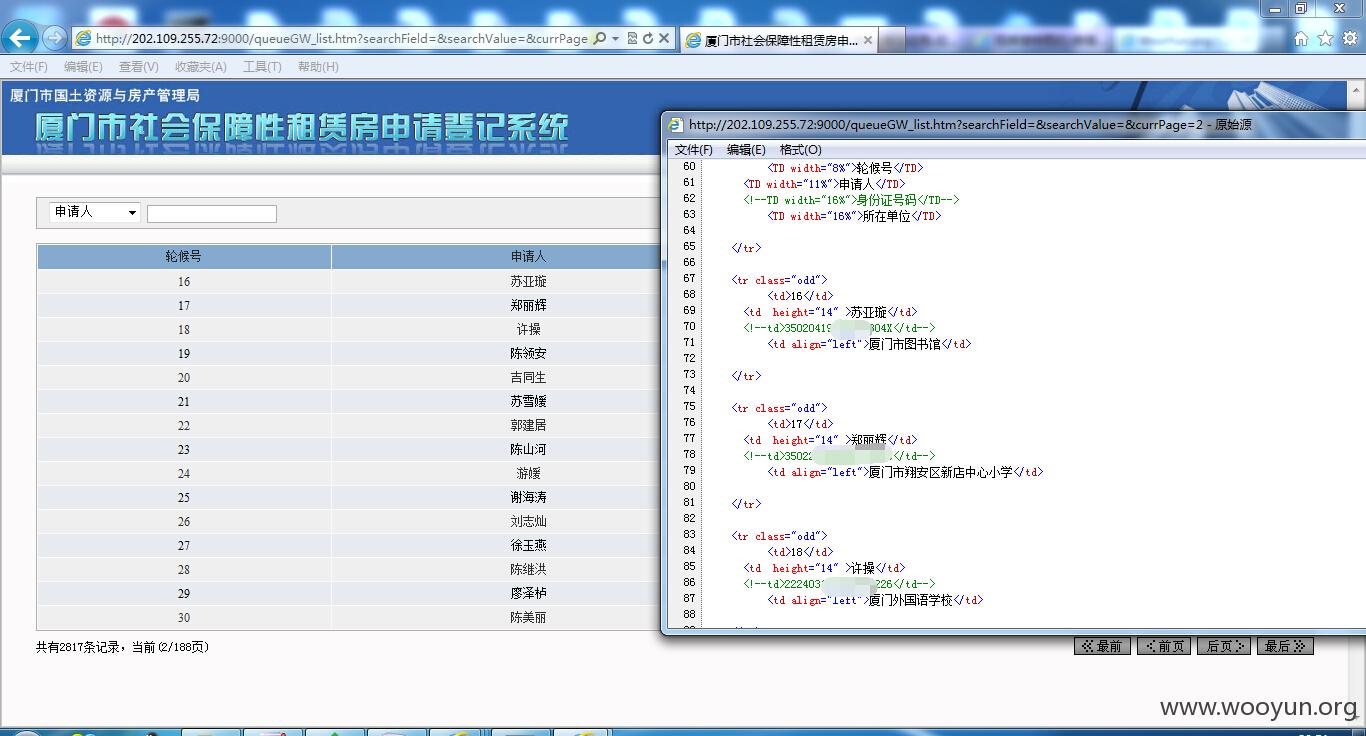 http://202.109.255.72:9000/queueGW_list.htm?searchField=&searchValue=&currPage
厦门市社会保障性租赁房申...
文件(F) 编辑(E) 查看(V) 收藏夹(A) 工具(T) 帮助(H)
厦门市国土资源与房产管理局
厦门市社会保障性租赁房申请登记系统
申请人
轮候号 申请人
16 苏亚璇
17 郑丽辉
18 许操
19 陈领安
20 吉同生
21 苏雪媛
22 郭建居
23 陈山河
24 游媛
25 谢海涛
26 刘志灿
27 徐玉燕
28 陈继洪
29 廖泽桢
30 陈美丽
共有2817条记录，当前(2/188页)
最前 前页 后页 最后
http://202.109.255.72:9000/queueGW_list.htm?searchField=&searchValue=&currPage=2 - 原始源
文件(F) 编辑(E) 格式(O)
60 <TD width="8%">轮候号</TD>
61 <TD width="11%">申请人</TD>
62 <!--TD width="16%">身份证号码</TD-->
63 <TD width="16%">所在单位</TD>
64
65 </tr>
66
67 <tr class="odd">
68 <td>16</td>
69 <td  height="14" >苏亚璇</td>
70 <!--td>35020419 304X</td-->
71 <td align="left">厦门市图书馆</td>
72
73 </tr>
74
75 <tr class="odd">
76 <td>17</td>
77 <td  height="14" >郑丽辉</td>
78 <!--td>3502 </td-->
79 <td align="left">厦门市翔安区新店中心小学</td>
80
81 </tr>
82
83 <tr class="odd">
84 <td>18</td>
85 <td  height="14" >许操</td>
86 <!--td>222403 226</td-->
87 <td align="left">厦门外国语学校</td>
88
www.wooyun.org